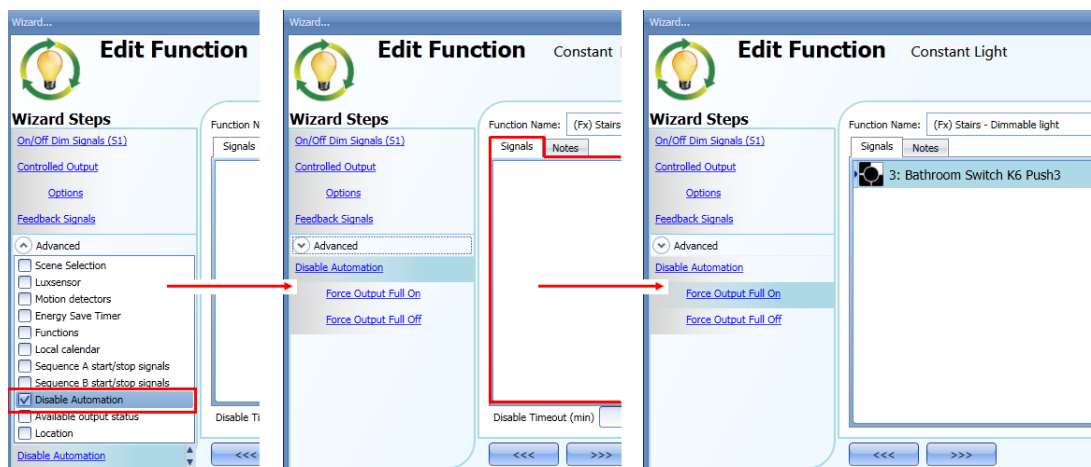 Wizard...
Edit Function
Wizard Steps
On/Off Dim Signals (S1)
Controlled Output
Options
Feedback Signals
Advanced
Scene Selection
Luxsensor
Motion detectors
Energy Save Timer
Functions
Local calendar
Sequence A start/stop signals
Sequence B start/stop signals
Disable Automation
Available output status
Location
Disable Automation
Function N
Signals
Disable Ti
<<<
Wizard...
Edit Function Constant
Wizard Steps
On/Off Dim Signals (S1)
Controlled Output
Options
Feedback Signals
Advanced
Disable Automation
Force Output Full On
Force Output Full Off
Function Name: (Fx) Stairs
Signals Notes
Disable Timeout (min)
<<< >>>
Wizard...
Edit Function Constant Light
Wizard Steps
On/Off Dim Signals (S1)
Controlled Output
Options
Feedback Signals
Advanced
Disable Automation
Force Output Full On
Force Output Full Off
Function Name: (Fx) Stairs - Dimmable light
Signals Notes
3: Bathroom Switch K6 Push3
<<< >>>